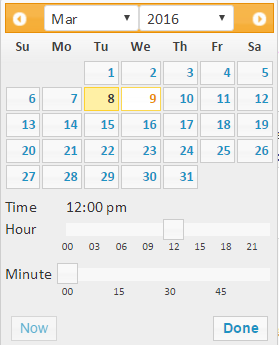 Mar 2016
Su Mo Tu We Th Fr Sa
1 2 3 4 5
6 7 8 9 10 11 12
13 14 15 16 17 18 19
20 21 22 23 24 25 26
27 28 29 30 31
Time 12:00 pm
Hour
00 03 06 09 12 15 18 21
Minute
00 15 30 45
Now Done